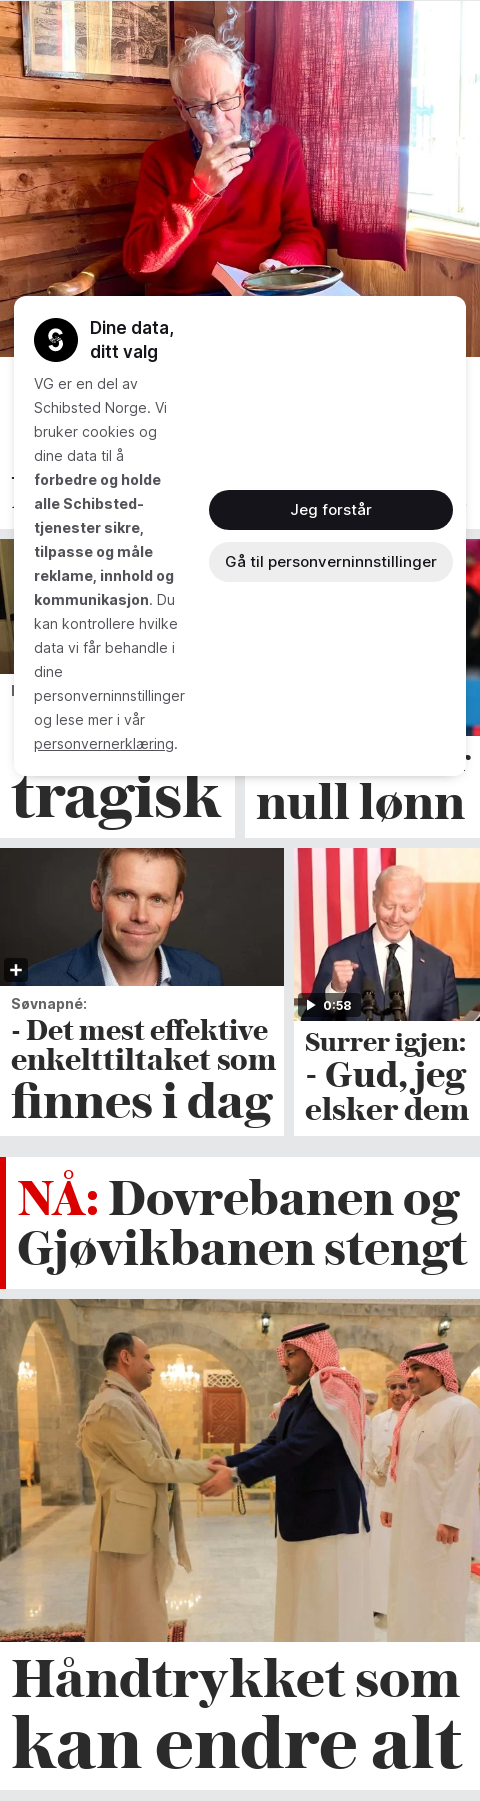 Dine data,
ditt valg
VG er en del av
Schibsted Norge. Vi
bruker cookies og
dine data til å
forbedre og holde
alle Schibsted-
tjenester sikre,
tilpasse og måle
reklame, innhold og
kommunikasjon. Du
kan kontrollere hvilke
data vi får behandle i
dine
personverninnstillinger
og lese mer i vår
personvernerklæring.
Jeg forstår
Gå til personverninnstillinger
tragisk
null lønn
Søvnapné:
- Det mest effektive
enkelttiltaket som
finnes i dag
0:58
Surrer igjen:
- Gud, jeg
elsker dem
NÅ: Dovrebanen og
Gjøvikbanen stengt
Håndtrykket som
kan endre alt